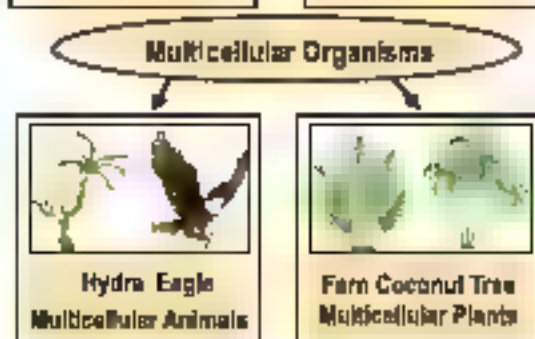 Multicellular Organisms
Hydra Eagle
Multicellular Animals
Fern Coconut Tree
Multicellular Plants